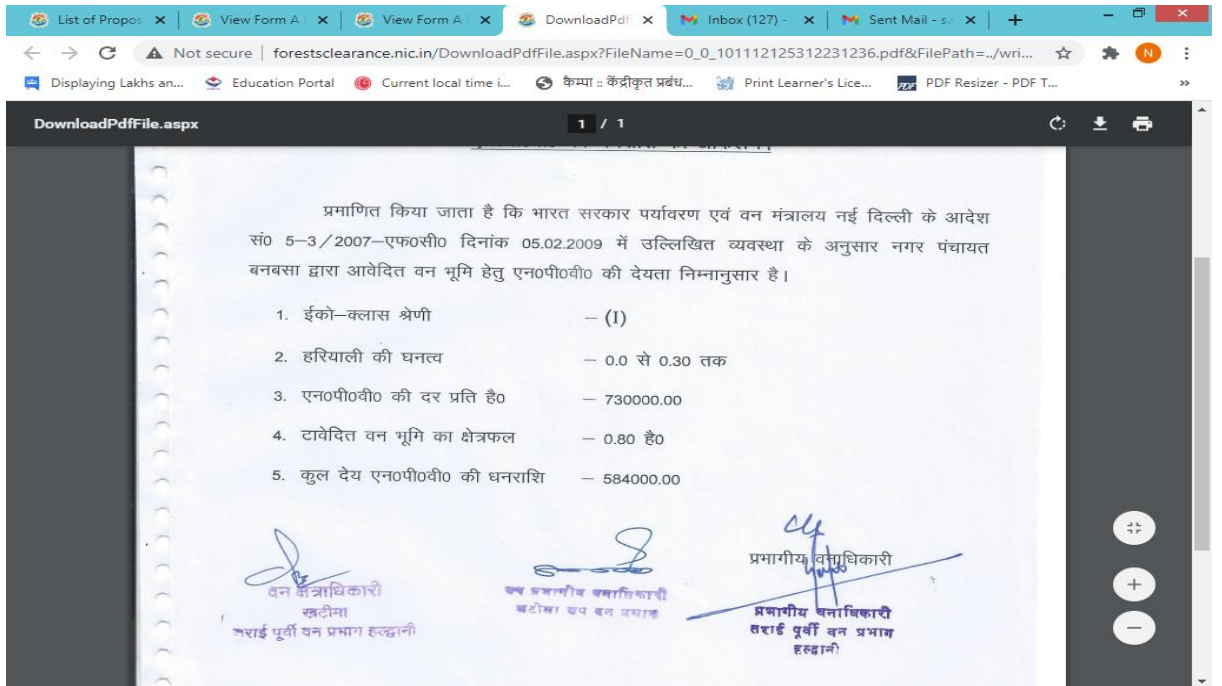 List of Propos
View Form A
View Form A
DownloadPdf
Inbox (127) -
Sent Mail - s.
Not secure | forestsclearance.nic.in/DownloadPdfFile.aspx?FileName=0_0_101112125312231236.pdf&FilePath=../wri...
N
Displaying Lakhs an...
Education Portal
Current local time i...
कैम्पा :: केंद्रीकृत प्रबंध...
Print Learner's Lice...
PDF Resizer - PDF T...
DownloadPdfFile.aspx
1 / 1
प्रमाणित किया जाता है कि भारत सरकार पर्यावरण एवं वन मंत्रालय नई दिल्ली के आदेश
सं0 5–3/2007–एफ0सी0 दिनांक 05.02.2009 में उल्लिखित व्यवस्था के अनुसार नगर पंचायत
बनबसा द्वारा आवेदित वन भूमि हेतु एन0पी0वी0 की देयता निम्नानुसार है।
1. ईको–क्लास श्रेणी – (I)
2. हरियाली की घनत्व – 0.0 से 0.30 तक
3. एन0पी0वी0 की दर प्रति है0 – 730000.00
4. टावेदित वन भूमि का क्षेत्रफल – 0.80 है0
5. कुल देय एन0पी0वी0 की धनराशि – 584000.00
प्रभागीय वनाधिकारी
वन क्षेत्राधिकारी
खटीमा
तराई पूर्वी वन प्रभाग हल्द्वानी
उप प्रभागीय वनाधिकारी
खटीमा उप वन प्रभाग
प्रभागीय वनाधिकारी
तराई पूर्वी वन प्रभाग
हल्द्वानी